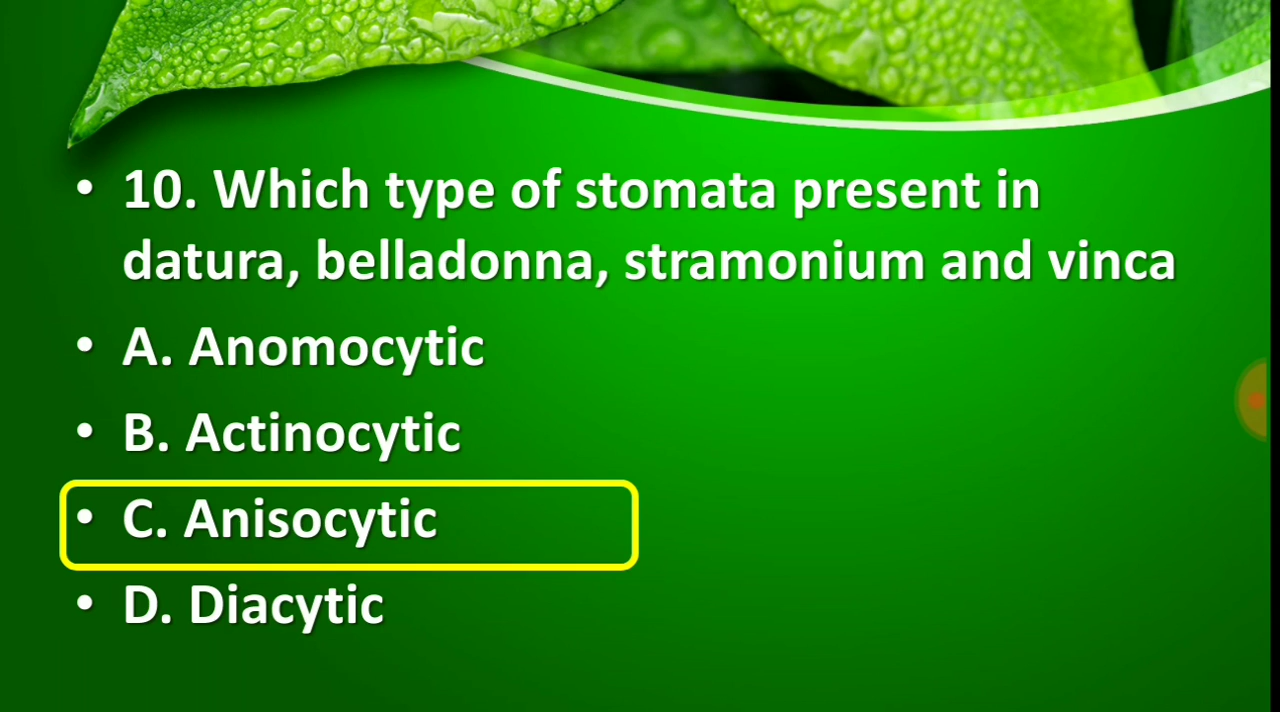 • 10. Which type of stomata present in
datura, belladonna, stramonium and vinca
• A. Anomocytic
• B. Actinocytic
• C. Anisocytic
• D. Diacytic